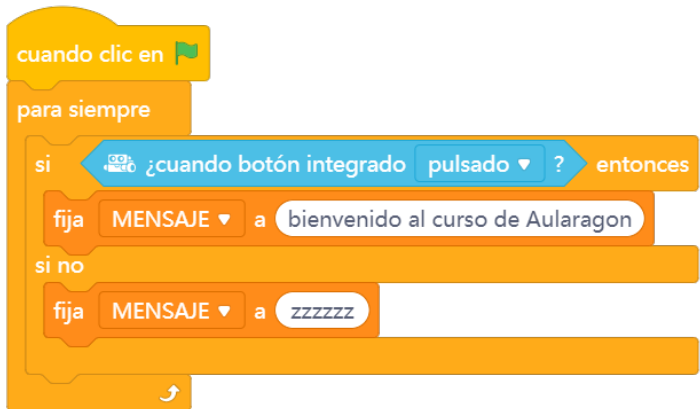 cuando clic en
para siempre
si ¿cuando botón integrado pulsado ? entonces
fija MENSAJE a bienvenido al curso de Aularagon
si no
fija MENSAJE a zzzzzz